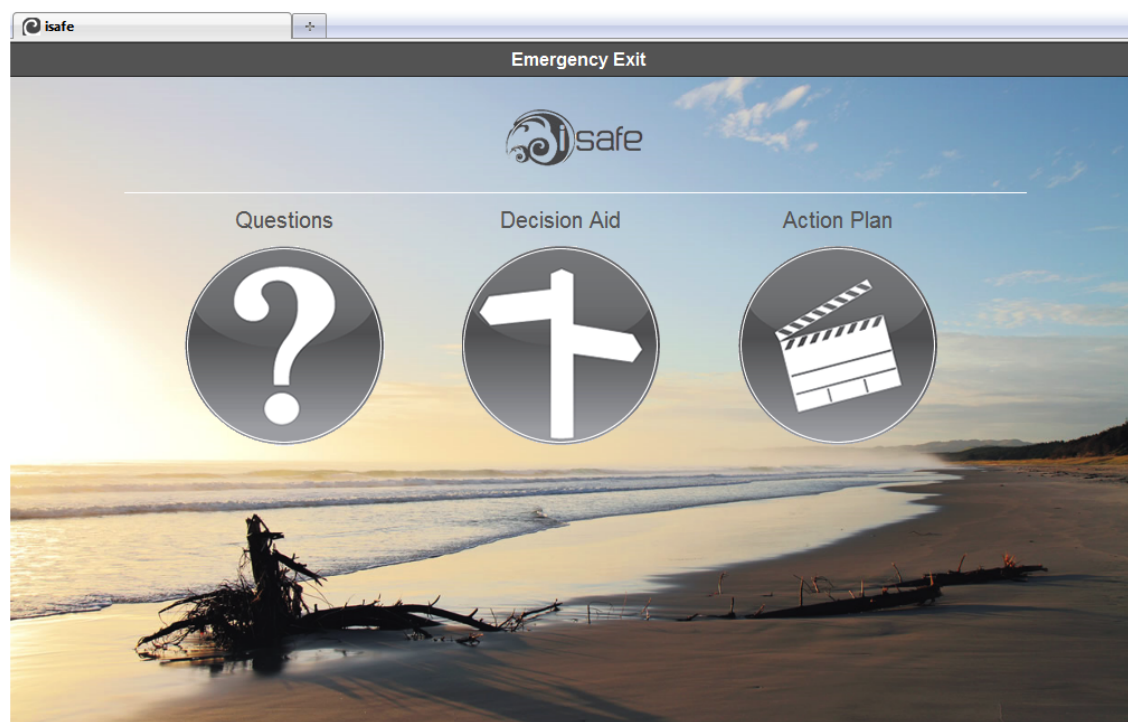 isafe
Emergency Exit
isafe
Questions
Decision Aid
Action Plan